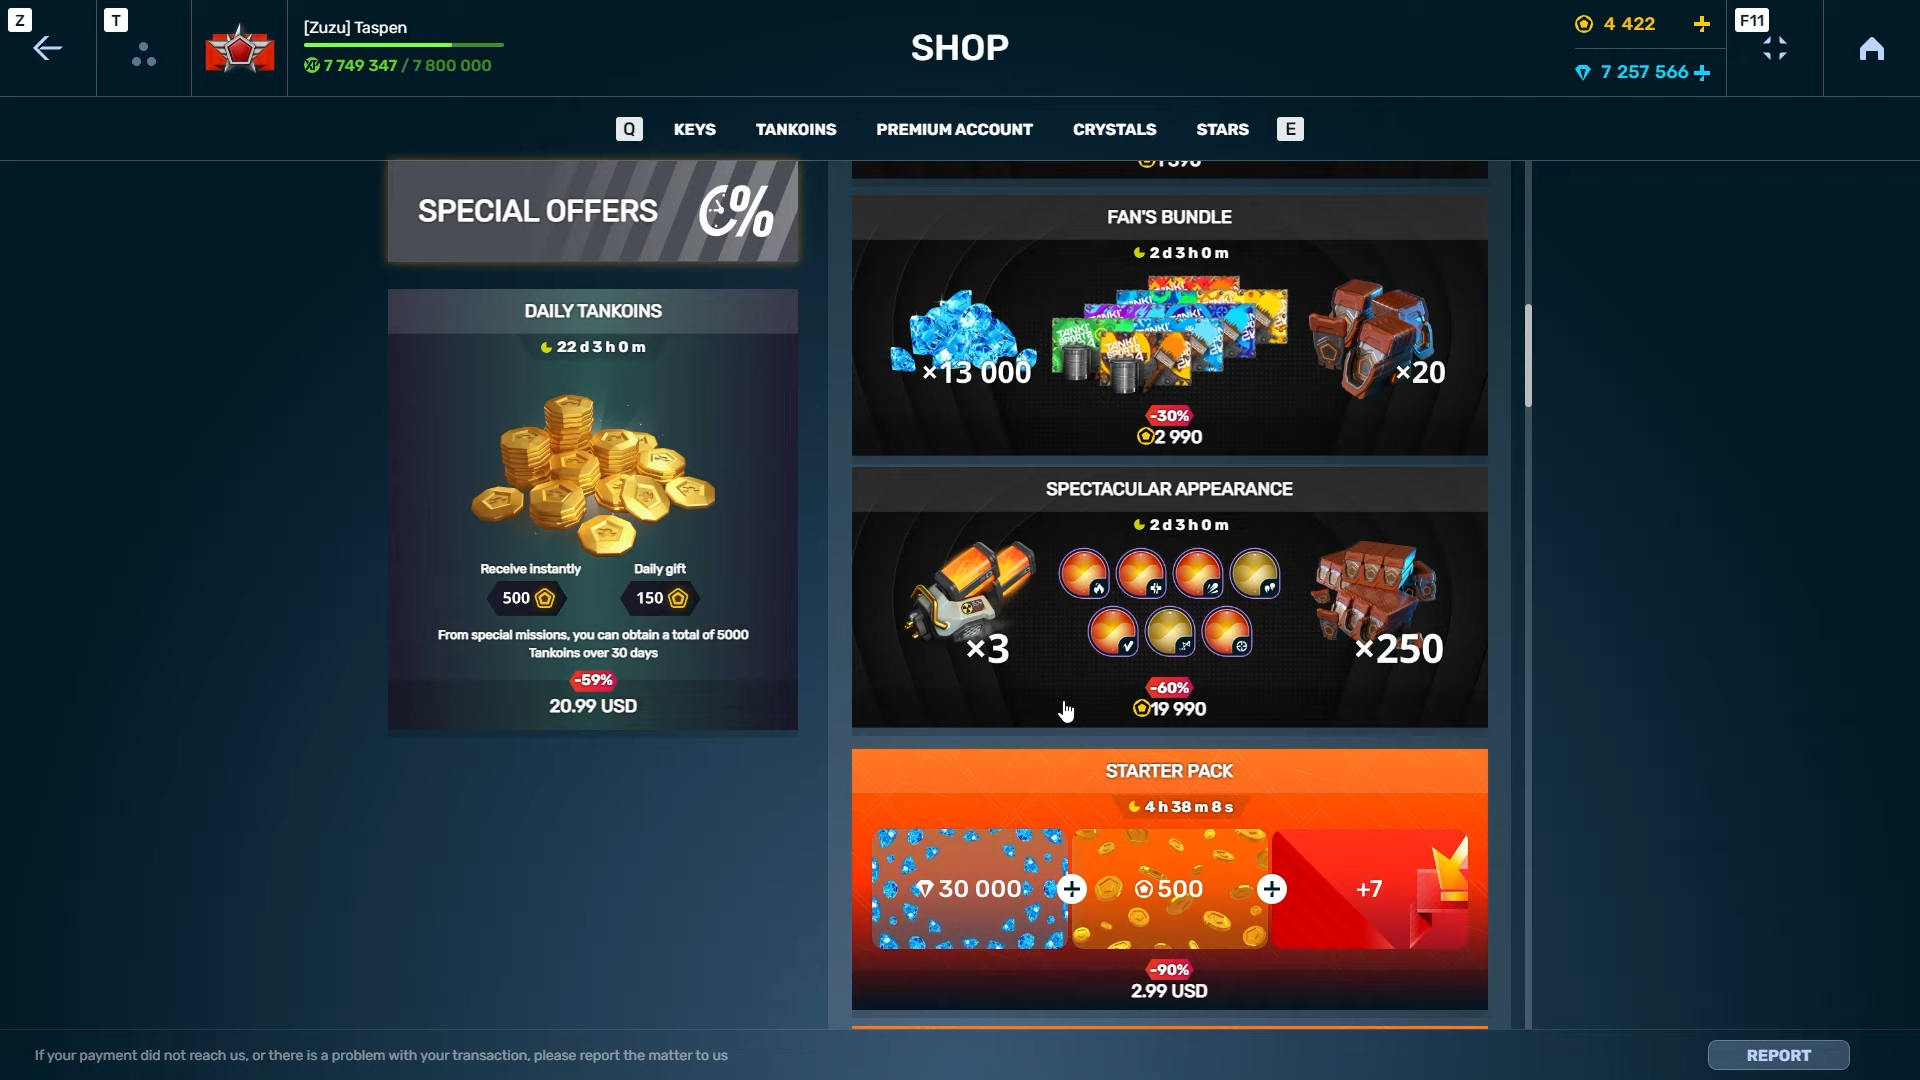 Z
T
[Zuzu] Taspen
XP 7 749 347 / 7 800 000
SHOP
4 422
7 257 566
F11
Q
KEYS
TANKOINS
PREMIUM ACCOUNT
CRYSTALS
STARS
E
SPECIAL OFFERS
%
DAILY TANKOINS
22 d 3 h 0 m
Receive instantly
Daily gift
500
150
From special missions, you can obtain a total of 5000
Tankoins over 30 days
-59%
20.99 USD
FAN'S BUNDLE
2 d 3 h 0 m
×13 000
×20
-30%
2 990
SPECTACULAR APPEARANCE
2 d 3 h 0 m
×3
×250
-60%
19 990
STARTER PACK
4 h 38 m 8 s
30 000
500
+7
-90%
2.99 USD
If your payment did not reach us, or there is a problem with your transaction, please report the matter to us
REPORT